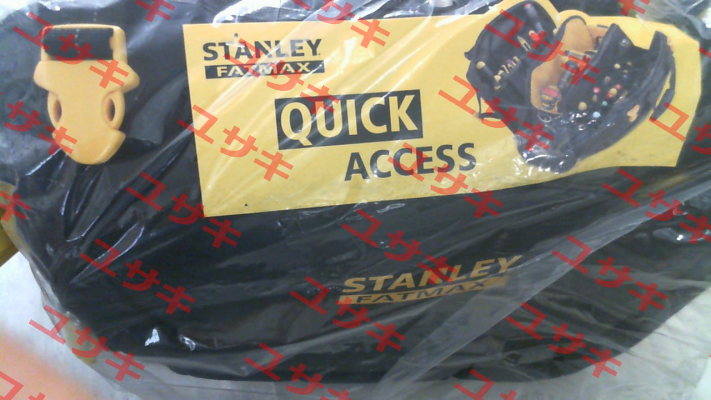 STANLEY
FATMAX
QUICK
ACCESS
STANLEY
FATMAX
ユサキ